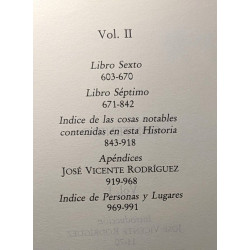 Vol. II
Libro Sexto
603-670
Libro Séptimo
671-842
Indice de las cosas notables
contenidas en esta Historia
843-918
Apéndices
JOSÉ VICENTE RODRÍGUEZ
919-968
Indice de Personas y Lugares
969-991